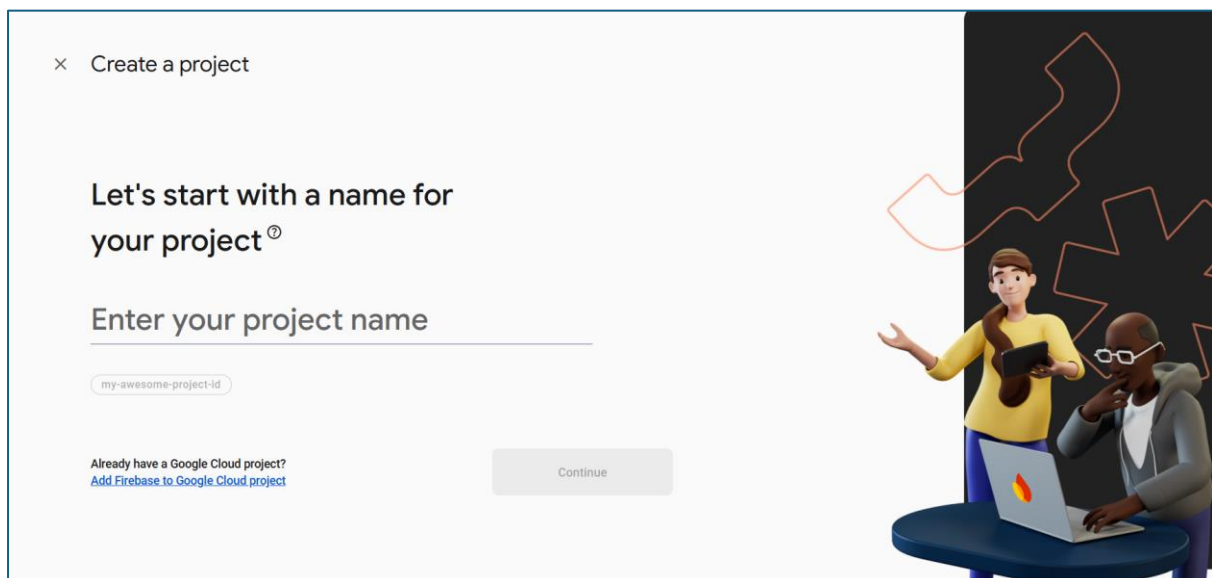 Create a project
Let's start with a name for
your project
Enter your project name
my-awesome-project-id
Already have a Google Cloud project?
Add Firebase to Google Cloud project
Continue